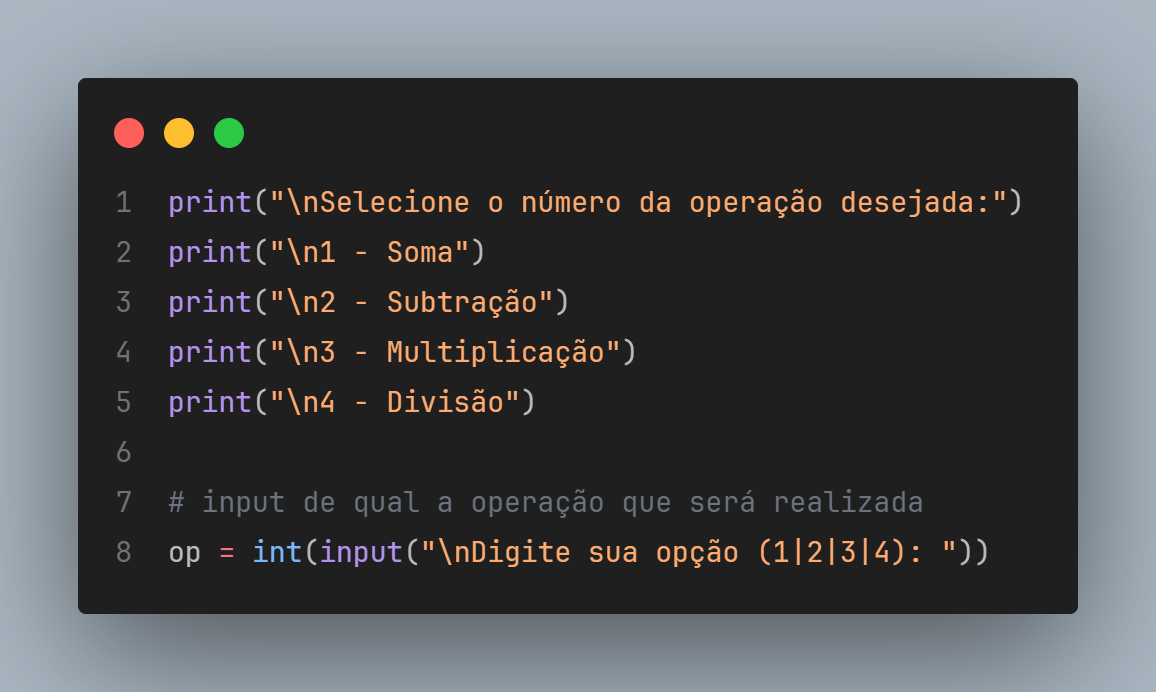 1 print("\nSelecione o número da operação desejada:")
2 print("\n1 - Soma")
3 print("\n2 - Subtração")
4 print("\n3 - Multiplicação")
5 print("\n4 - Divisão")
6
7 # input de qual a operação que será realizada
8 op = int(input("\nDigite sua opção (1|2|3|4): "))